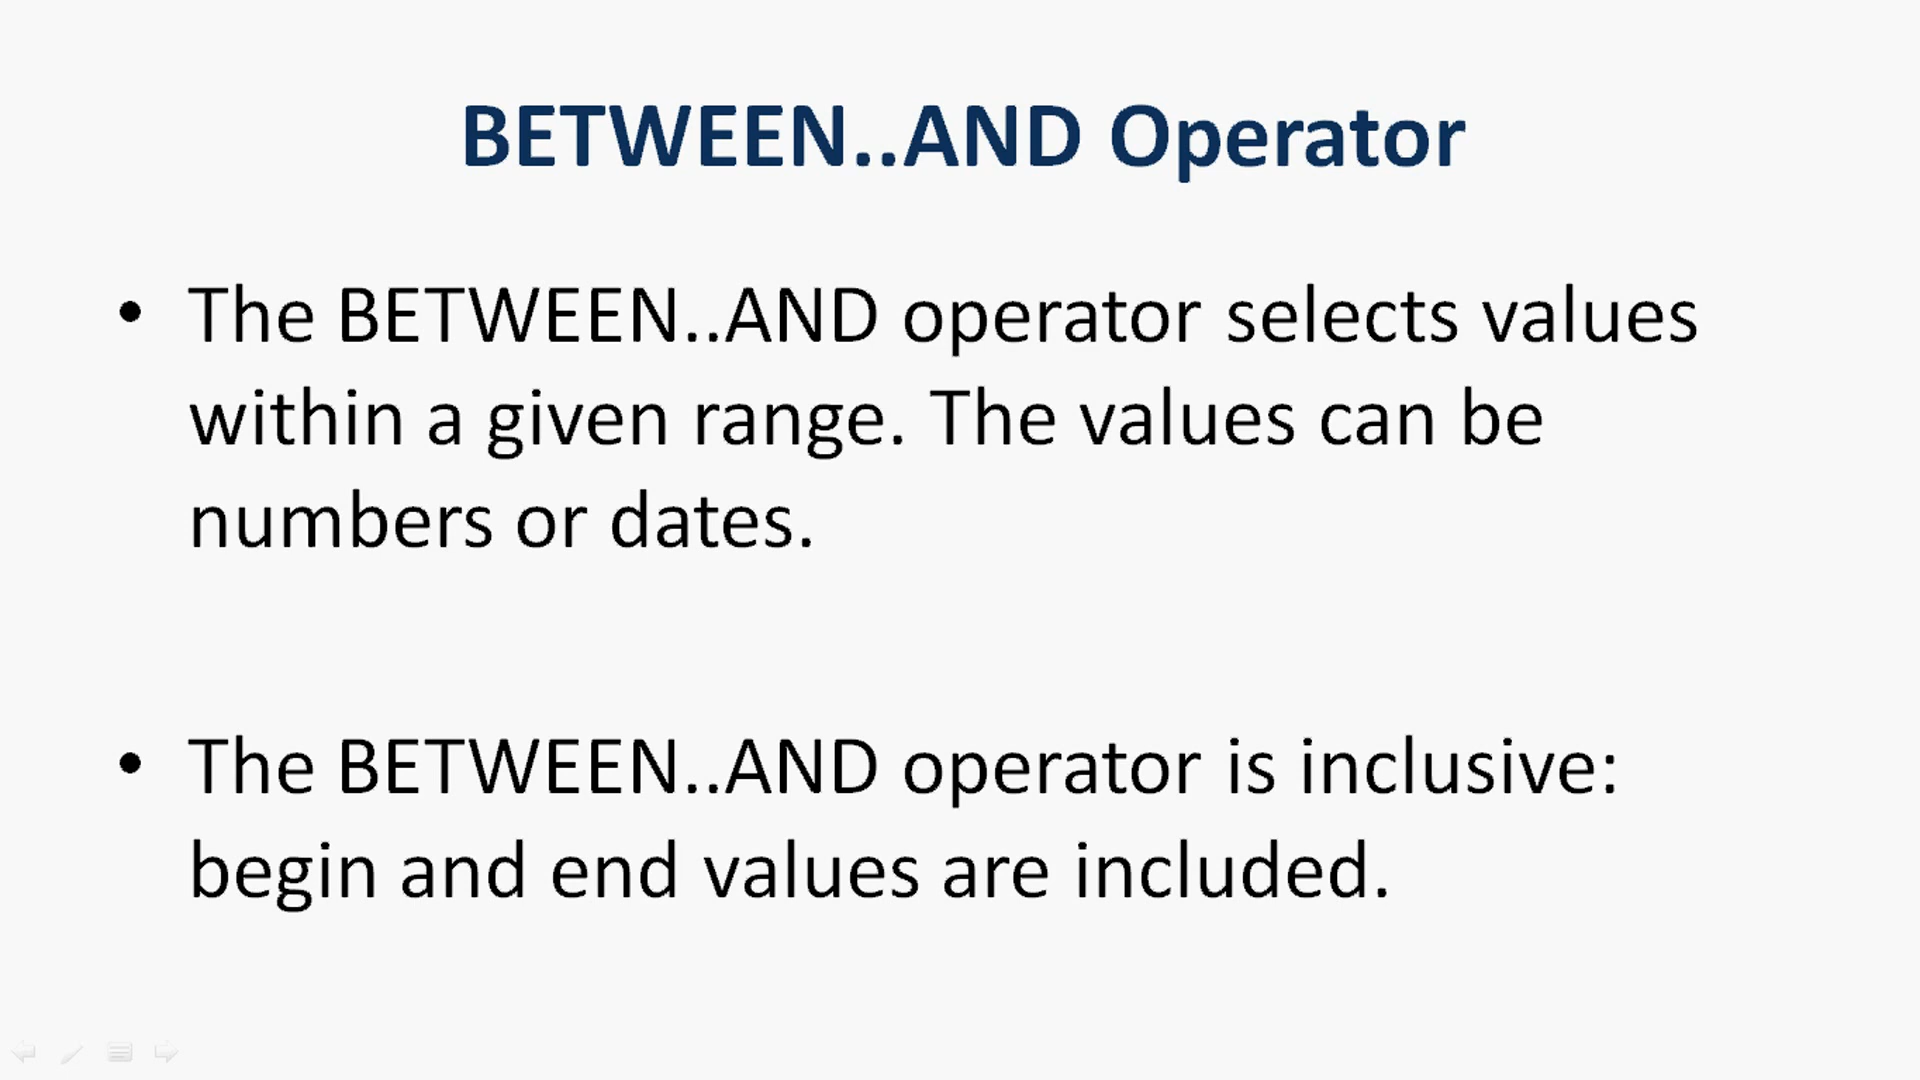 BETWEEN..AND Operator
• The BETWEEN..AND operator selects values
within a given range. The values can be
numbers or dates.
• The BETWEEN..AND operator is inclusive:
begin and end values are included.